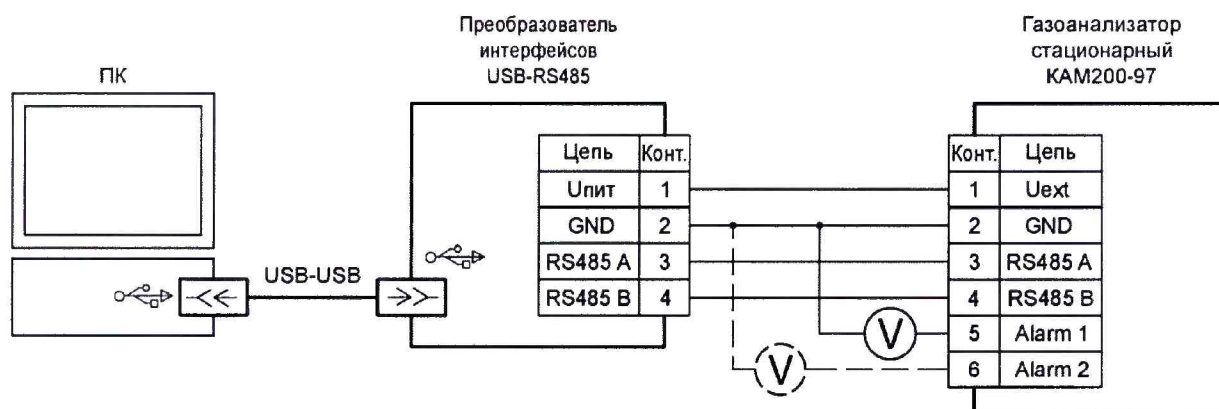 Преобразователь
интерфейсов
USB-RS485
Газоанализатор
стационарный
КАМ200-97
ПК
Цепь Конт.
Uпит 1
GND 2
RS485 A 3
RS485 B 4
Конт. Цепь
1 Uext
2 GND
3 RS485 A
4 RS485 B
5 Alarm 1
6 Alarm 2
USB-USB
V
V